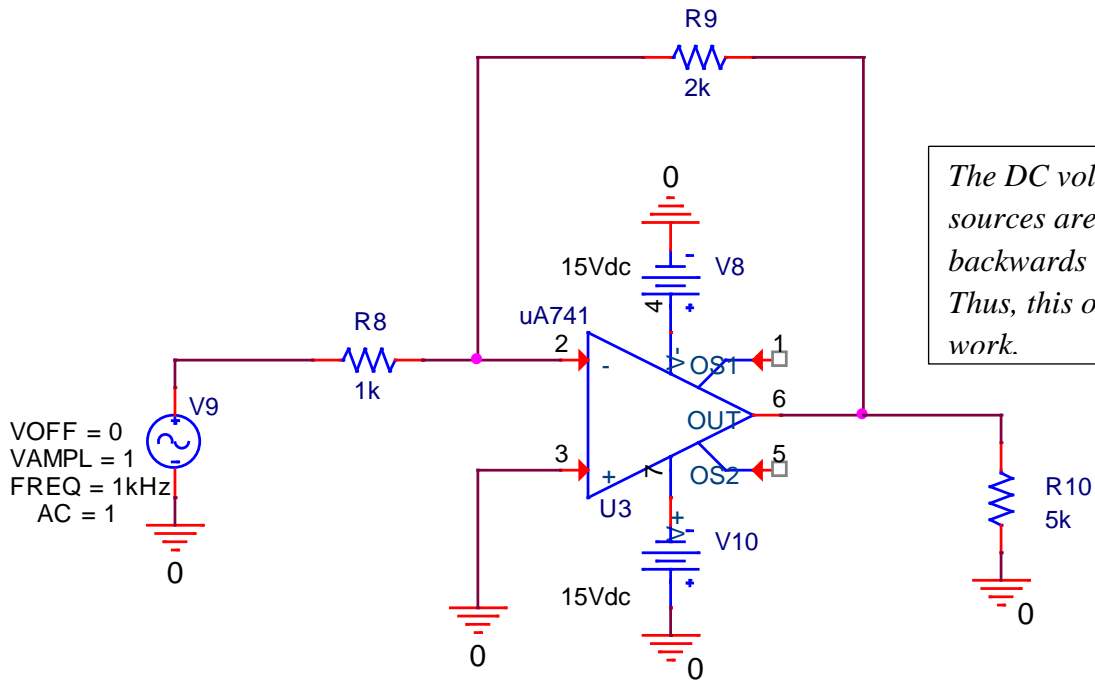 R9
2k
0
The DC vol
sources are
backwards
Thus, this o
work.
15Vdc
-
V8
+
4
uA741
R8
1k
2
-
V-
OS1
1
6
OUT
V9
+
-
VOFF = 0
VAMPL = 1
FREQ = 1kHz
AC = 1
3
+
7
OS2
5
U3
V+
-
V10
+
15Vdc
R10
5k
0
0
0
0